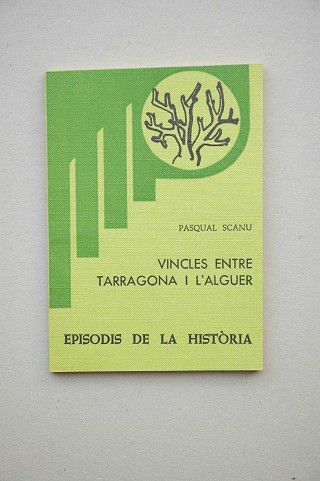 PASQUAL SCANU
VINCLES ENTRE
TARRAGONA I L'ALGUER
EPISODIS DE LA HISTÒRIA